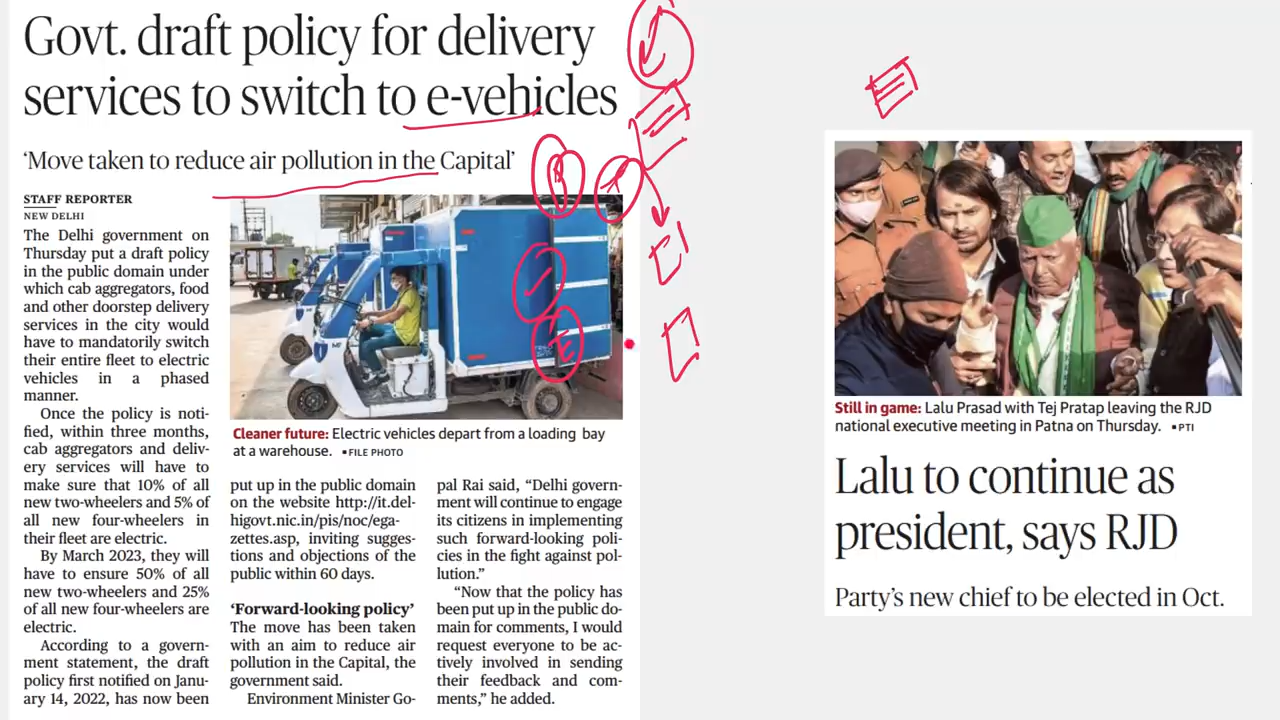 Govt. draft policy for delivery
services to switch to e-vehicles
‘Move taken to reduce air pollution in the Capital’
STAFF REPORTER
NEW DELHI
The Delhi government on
Thursday put a draft policy
in the public domain under
which cab aggregators, food
and other doorstep delivery
services in the city would
have to mandatorily switch
their entire fleet to electric
vehicles in a phased
manner.
Once the policy is noti-
fied, within three months,
cab aggregators and deliv-
ery services will have to
make sure that 10% of all
new two-wheelers and 5% of
all new four-wheelers in
their fleet are electric.
By March 2023, they will
have to ensure 50% of all
new two-wheelers and 25%
of all new four-wheelers are
electric.
According to a govern-
ment statement, the draft
policy first notified on Janu-
ary 14, 2022, has now been
Cleaner future: Electric vehicles depart from a loading bay
at a warehouse. ▪FILE PHOTO
put up in the public domain
on the website http://it.del-
higovt.nic.in/pis/noc/ega-
zettes.asp, inviting sugges-
tions and objections of the
public within 60 days.
‘Forward-looking policy’
The move has been taken
with an aim to reduce air
pollution in the Capital, the
government said.
Environment Minister Go-
pal Rai said, “Delhi govern-
ment will continue to engage
its citizens in implementing
such forward-looking poli-
cies in the fight against pol-
lution.”
“Now that the policy has
been put up in the public do-
main for comments, I would
request everyone to be ac-
tively involved in sending
their feedback and com-
ments,” he added.
Still in game: Lalu Prasad with Tej Pratap leaving the RJD
national executive meeting in Patna on Thursday. ▪PTI
Lalu to continue as
president, says RJD
Party’s new chief to be elected in Oct.